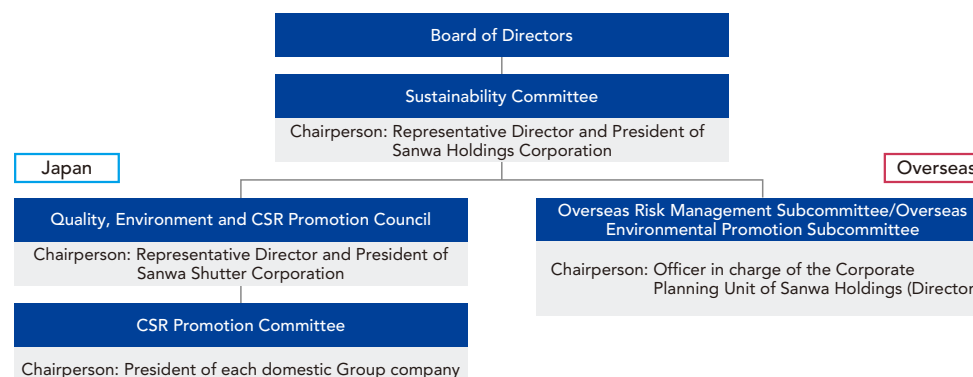 Board of Directors
Sustainability Committee
Chairperson: Representative Director and President of
Sanwa Holdings Corporation
Japan
Overseas
Quality, Environment and CSR Promotion Council
Chairperson: Representative Director and President of
Sanwa Shutter Corporation
CSR Promotion Committee
Chairperson: President of each domestic Group company
Overseas Risk Management Subcommittee/Overseas
Environmental Promotion Subcommittee
Chairperson: Officer in charge of the Corporate
Planning Unit of Sanwa Holdings (Director